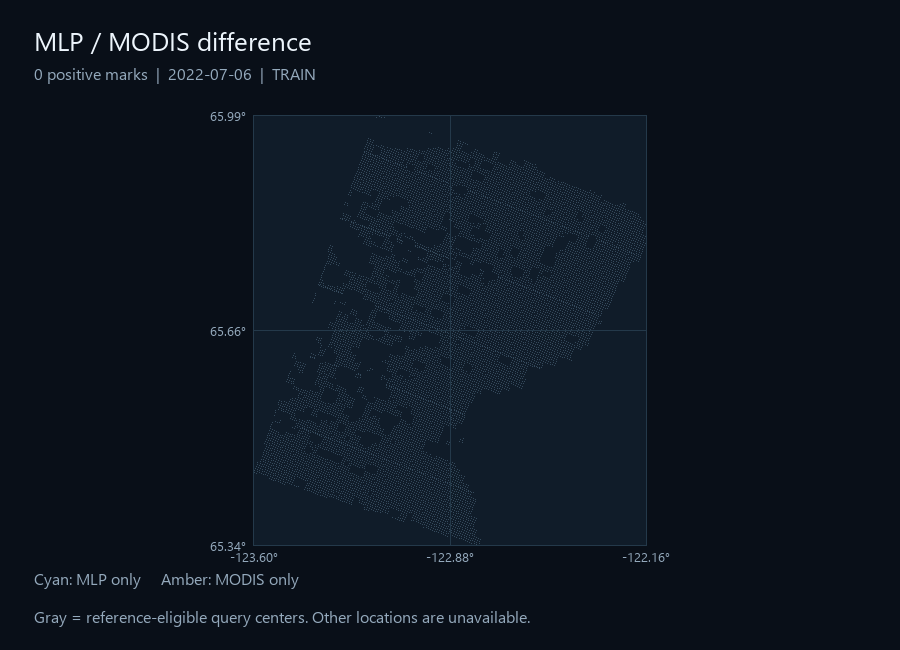 MLP / MODIS difference
0 positive marks | 2022-07-06 | TRAIN
65.99°
65.66°
65.34°
-123.60° -122.88° -122.16°
Cyan: MLP only Amber: MODIS only
Gray = reference-eligible query centers. Other locations are unavailable.